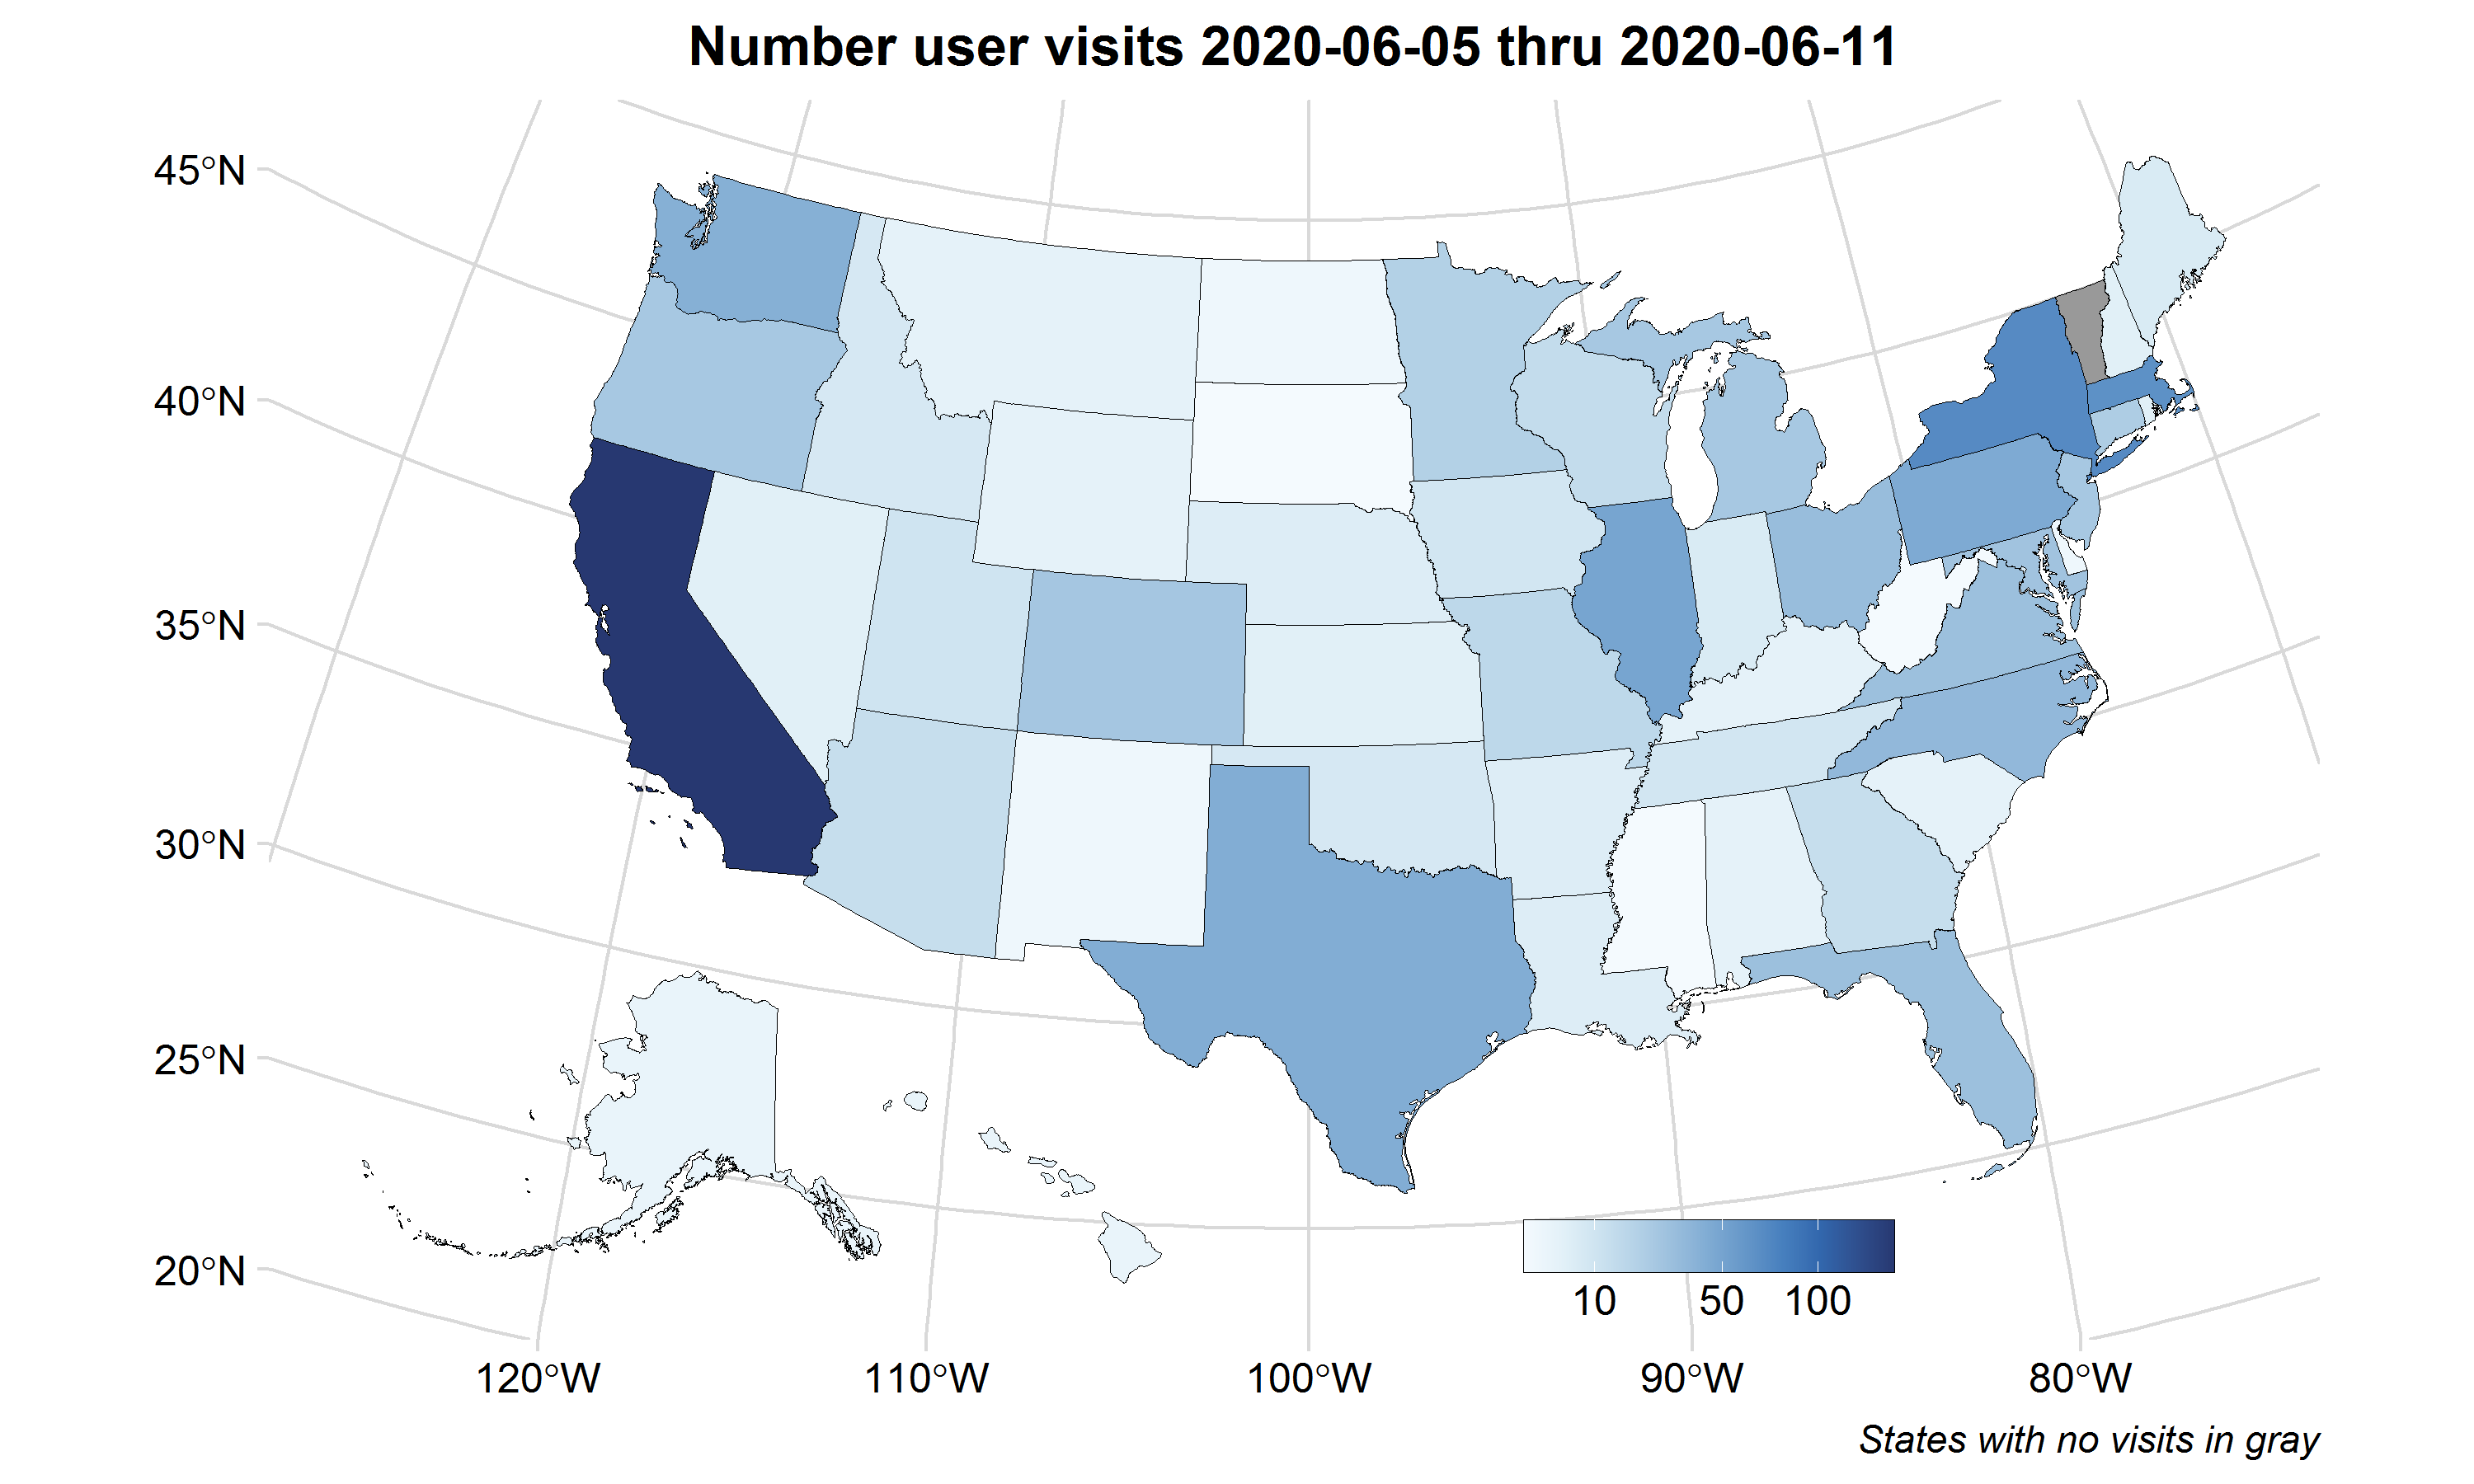 Number user visits 2020-06-05 thru 2020-06-11
45°N
40°N
35°N
30°N
25°N
20°N
10 50 100
120°W 110°W 100°W 90°W 80°W
States with no visits in gray